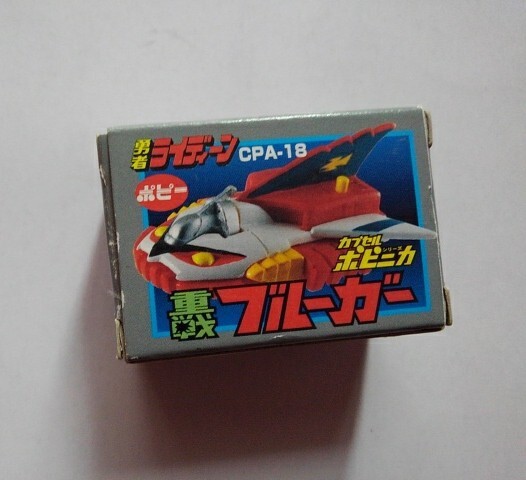 勇者ライディーン CPA-18
ポピー
カプセル
シリーズ
ポピニカ
重戦 ブルーガー